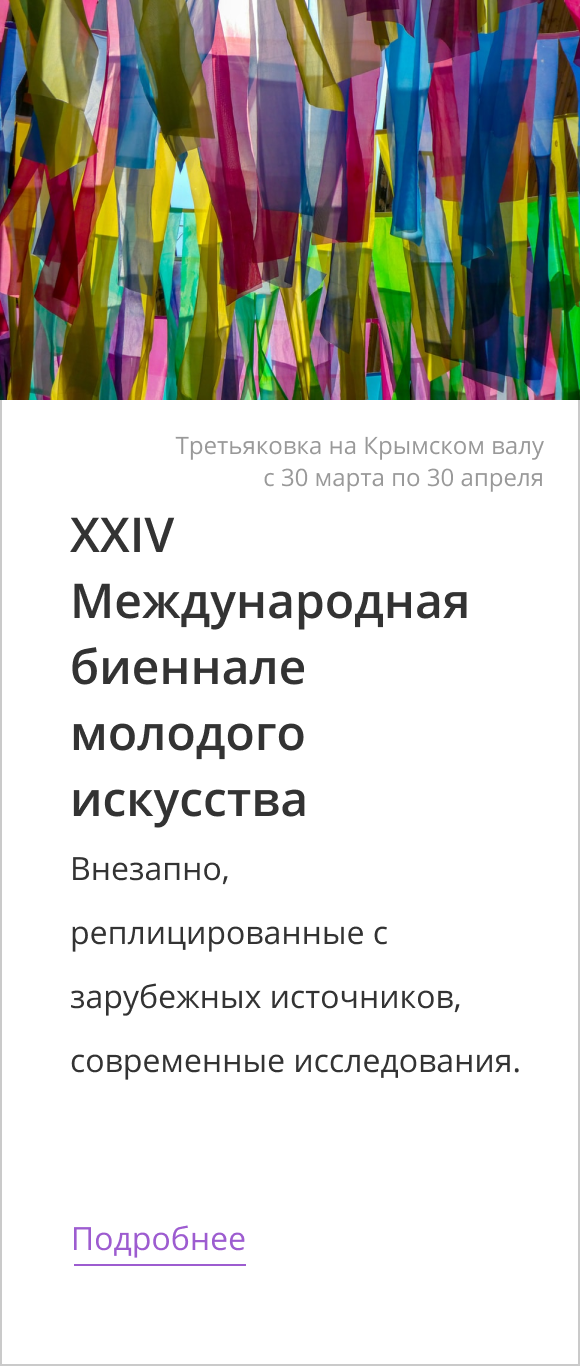 Третьяковка на Крымском валу
с 30 марта по 30 апреля
XXIV
Международная
биеннале
молодого
искусства
Внезапно,
реплицированные с
зарубежных источников,
современные исследования.
Подробнее